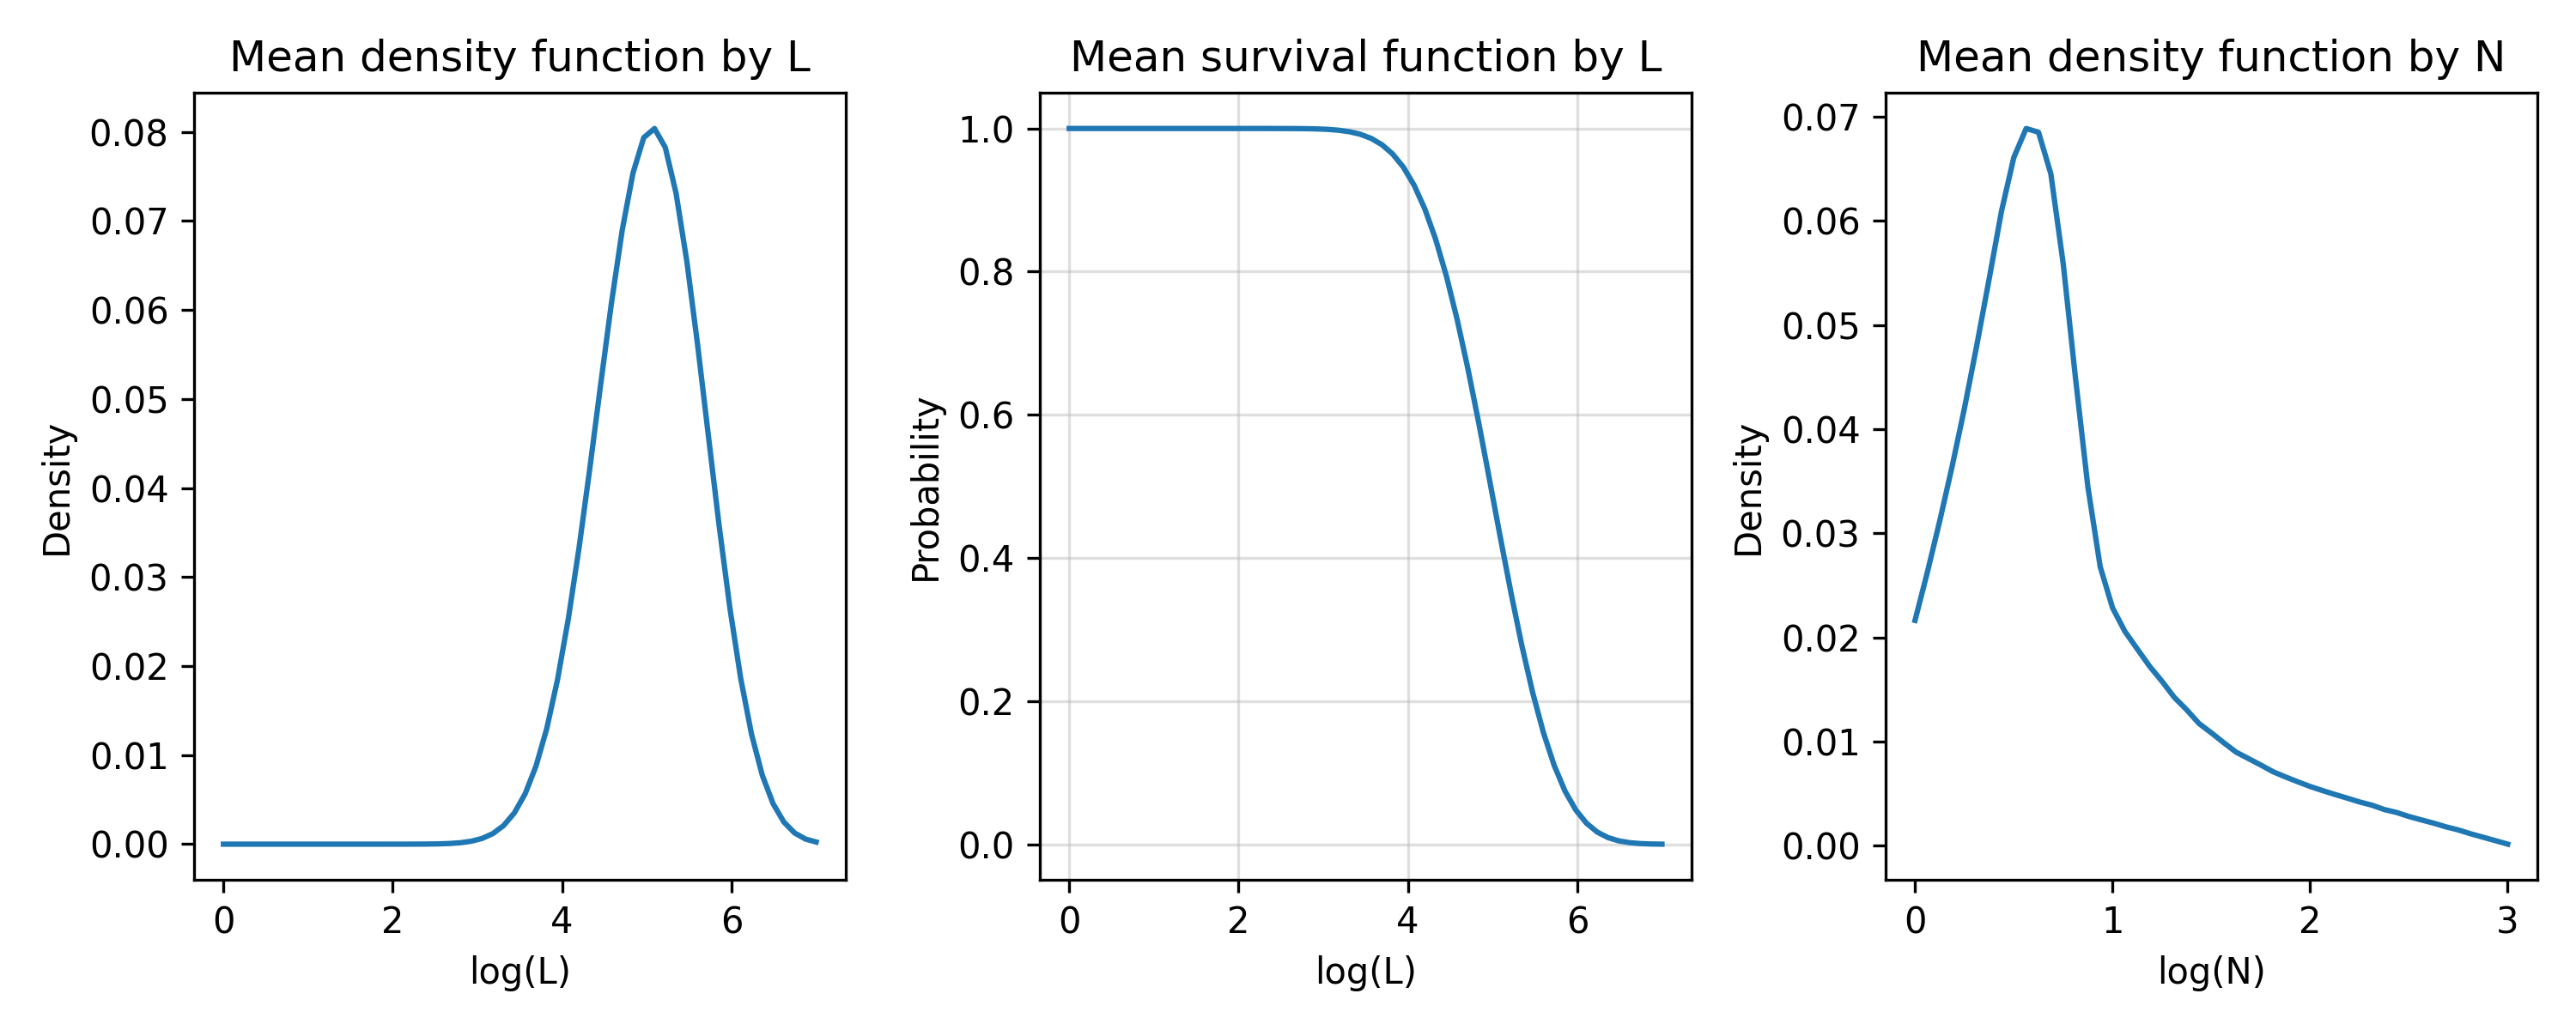 Mean density function by L
0.08
0.07
0.06
0.05
0.04
0.03
0.02
0.01
0.00
Density
0 2 4 6
log(L)
Mean survival function by L
1.0
0.8
0.6
0.4
0.2
0.0
Probability
0 2 4 6
log(L)
Mean density function by N
0.07
0.06
0.05
0.04
0.03
0.02
0.01
0.00
Density
0 1 2 3
log(N)